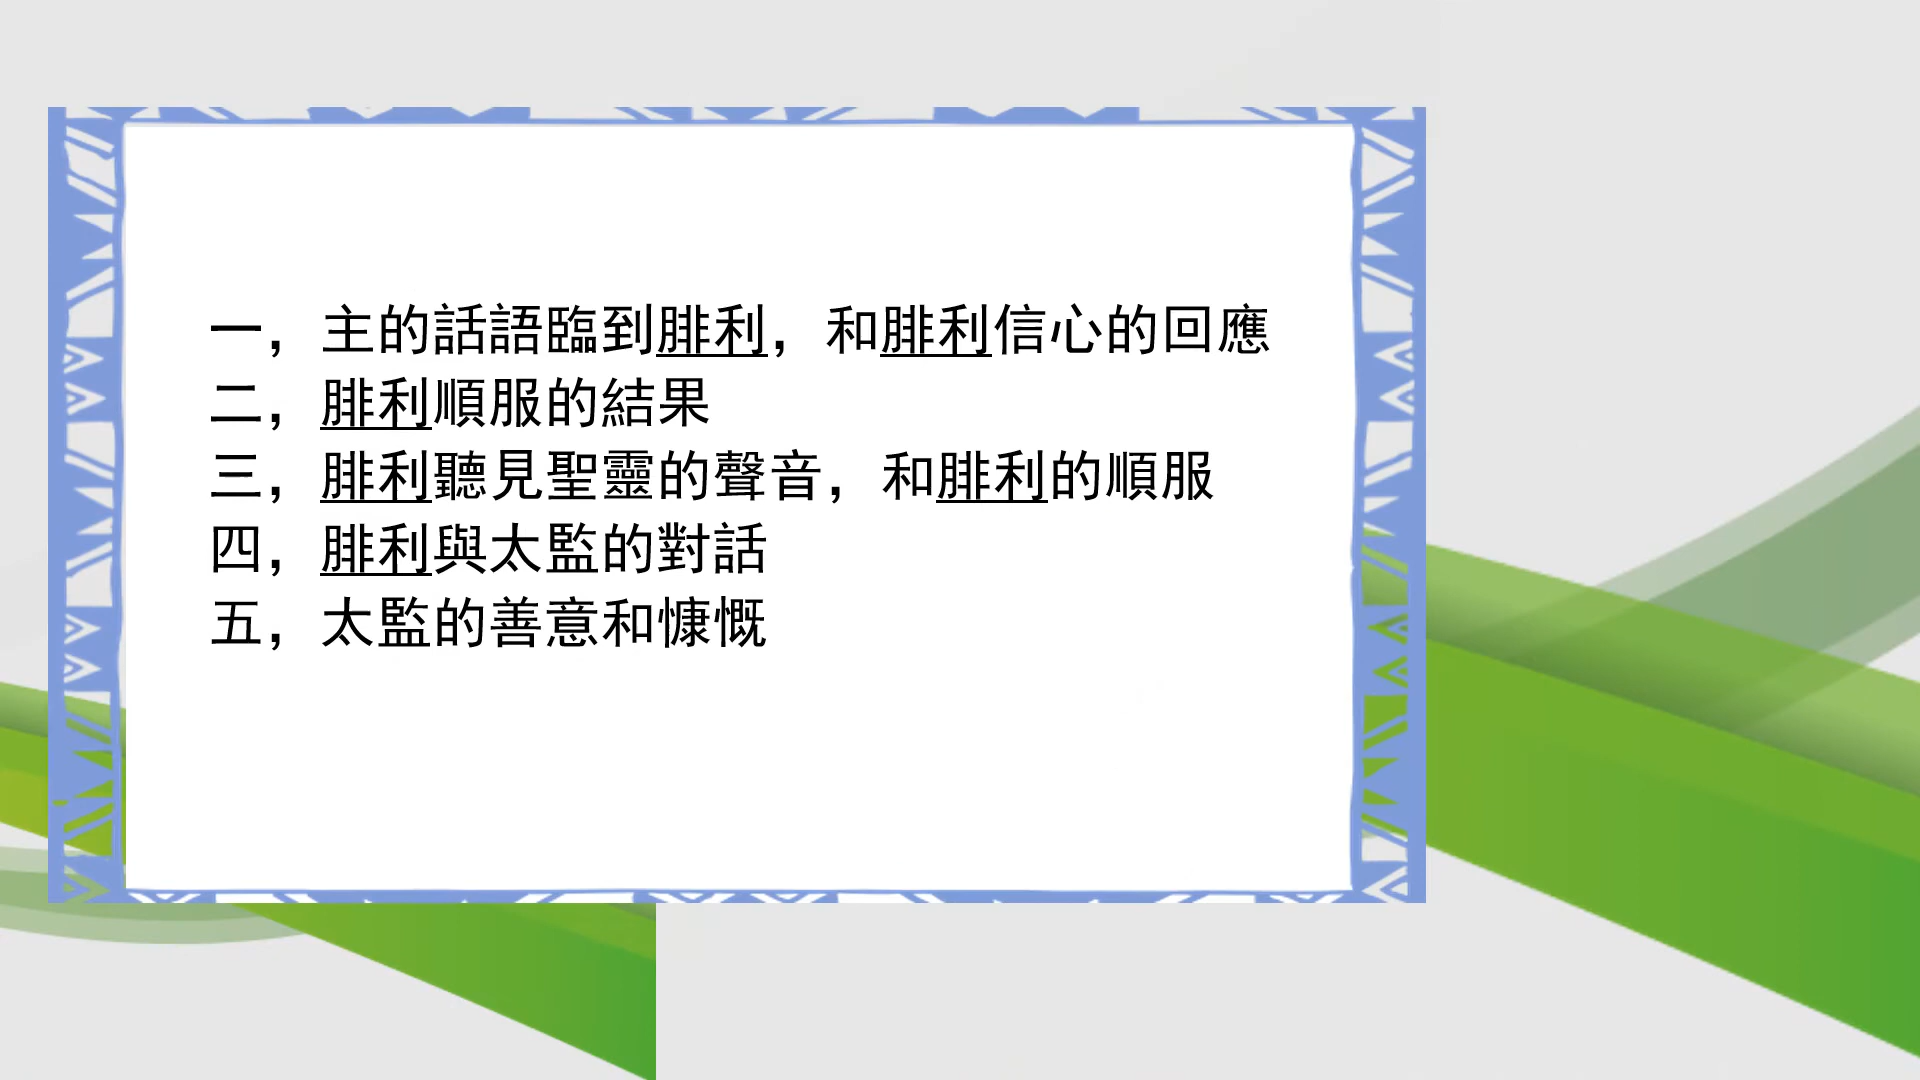 一，主的話語臨到腓利，和腓利信心的回應
二，腓利順服的結果
三，腓利聽見聖靈的聲音，和腓利的順服
四，腓利與太監的對話
五，太監的善意和慷慨